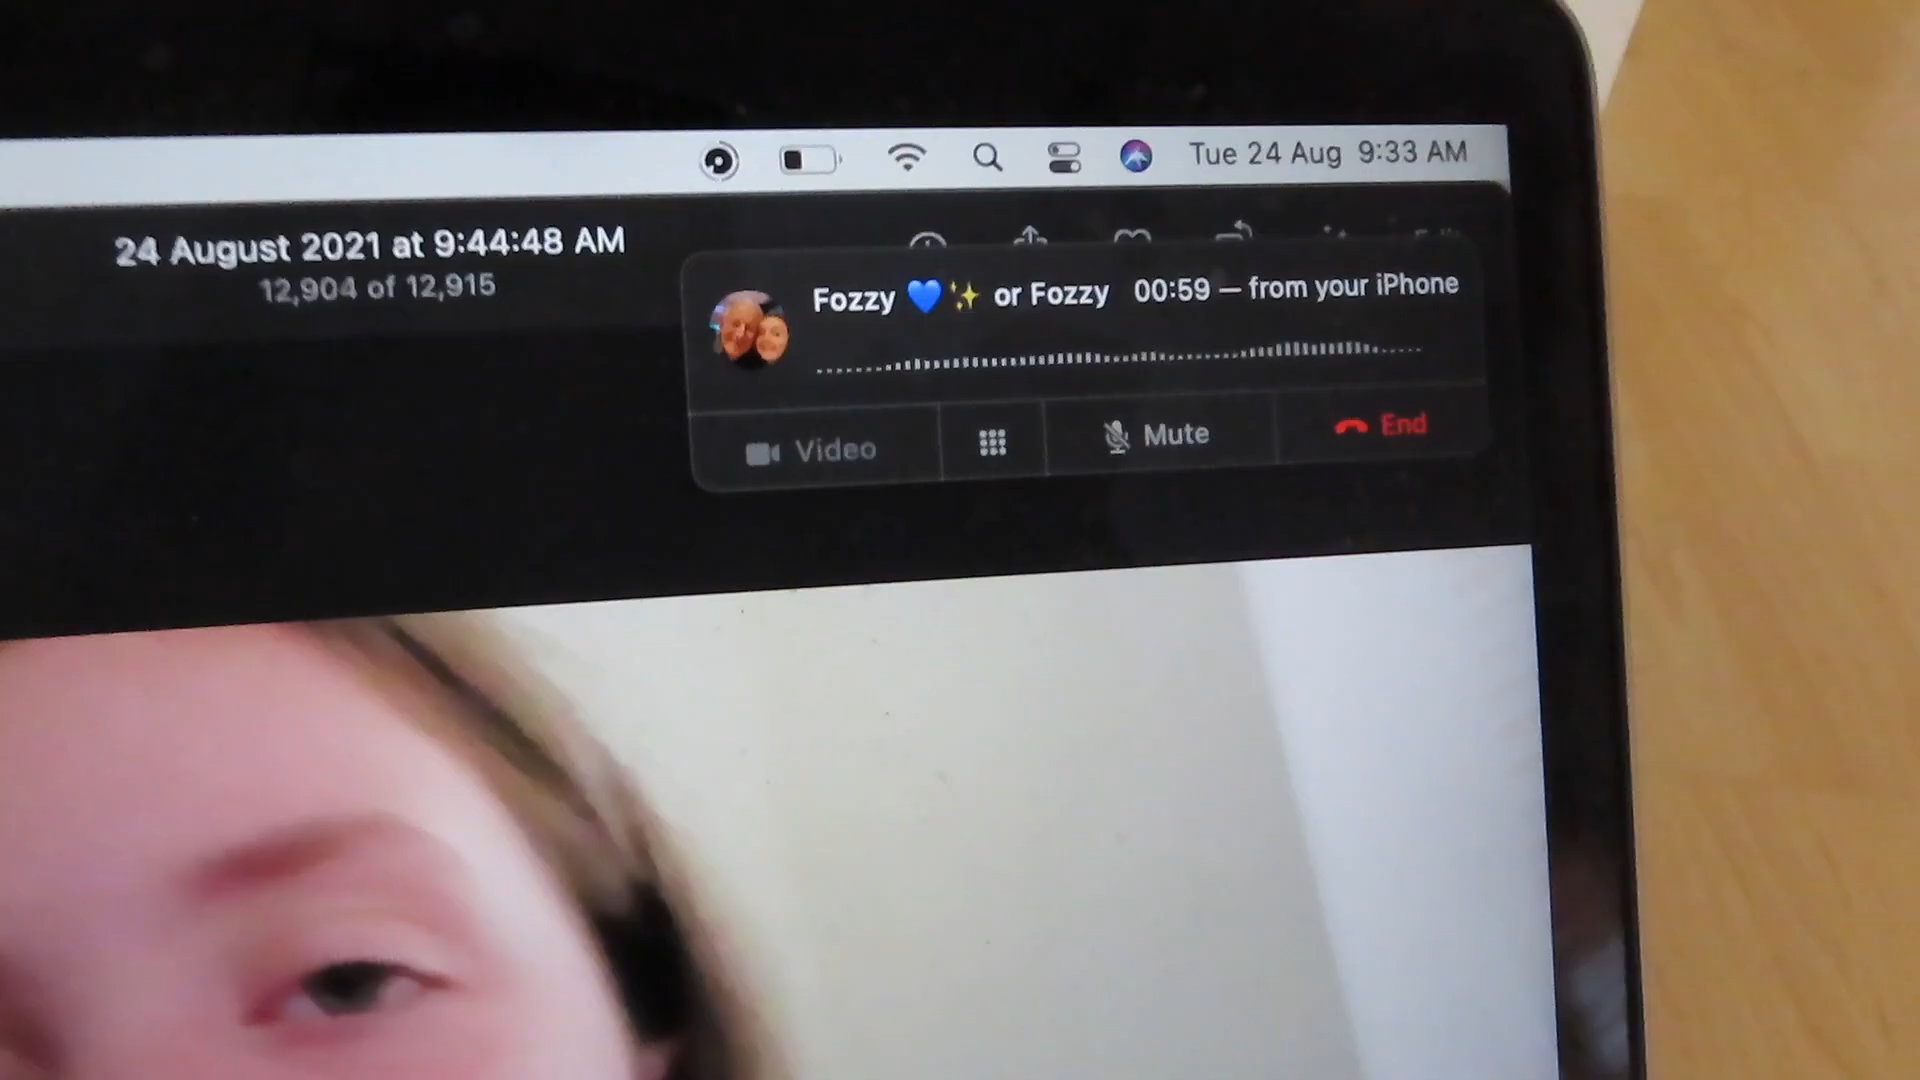 Tue 24 Aug 9:33 AM
24 August 2021 at 9:44:48 AM
12,904 of 12,915
Fozzy 💙✨ or Fozzy 00:59 – from your iPhone
Video
Mute
End